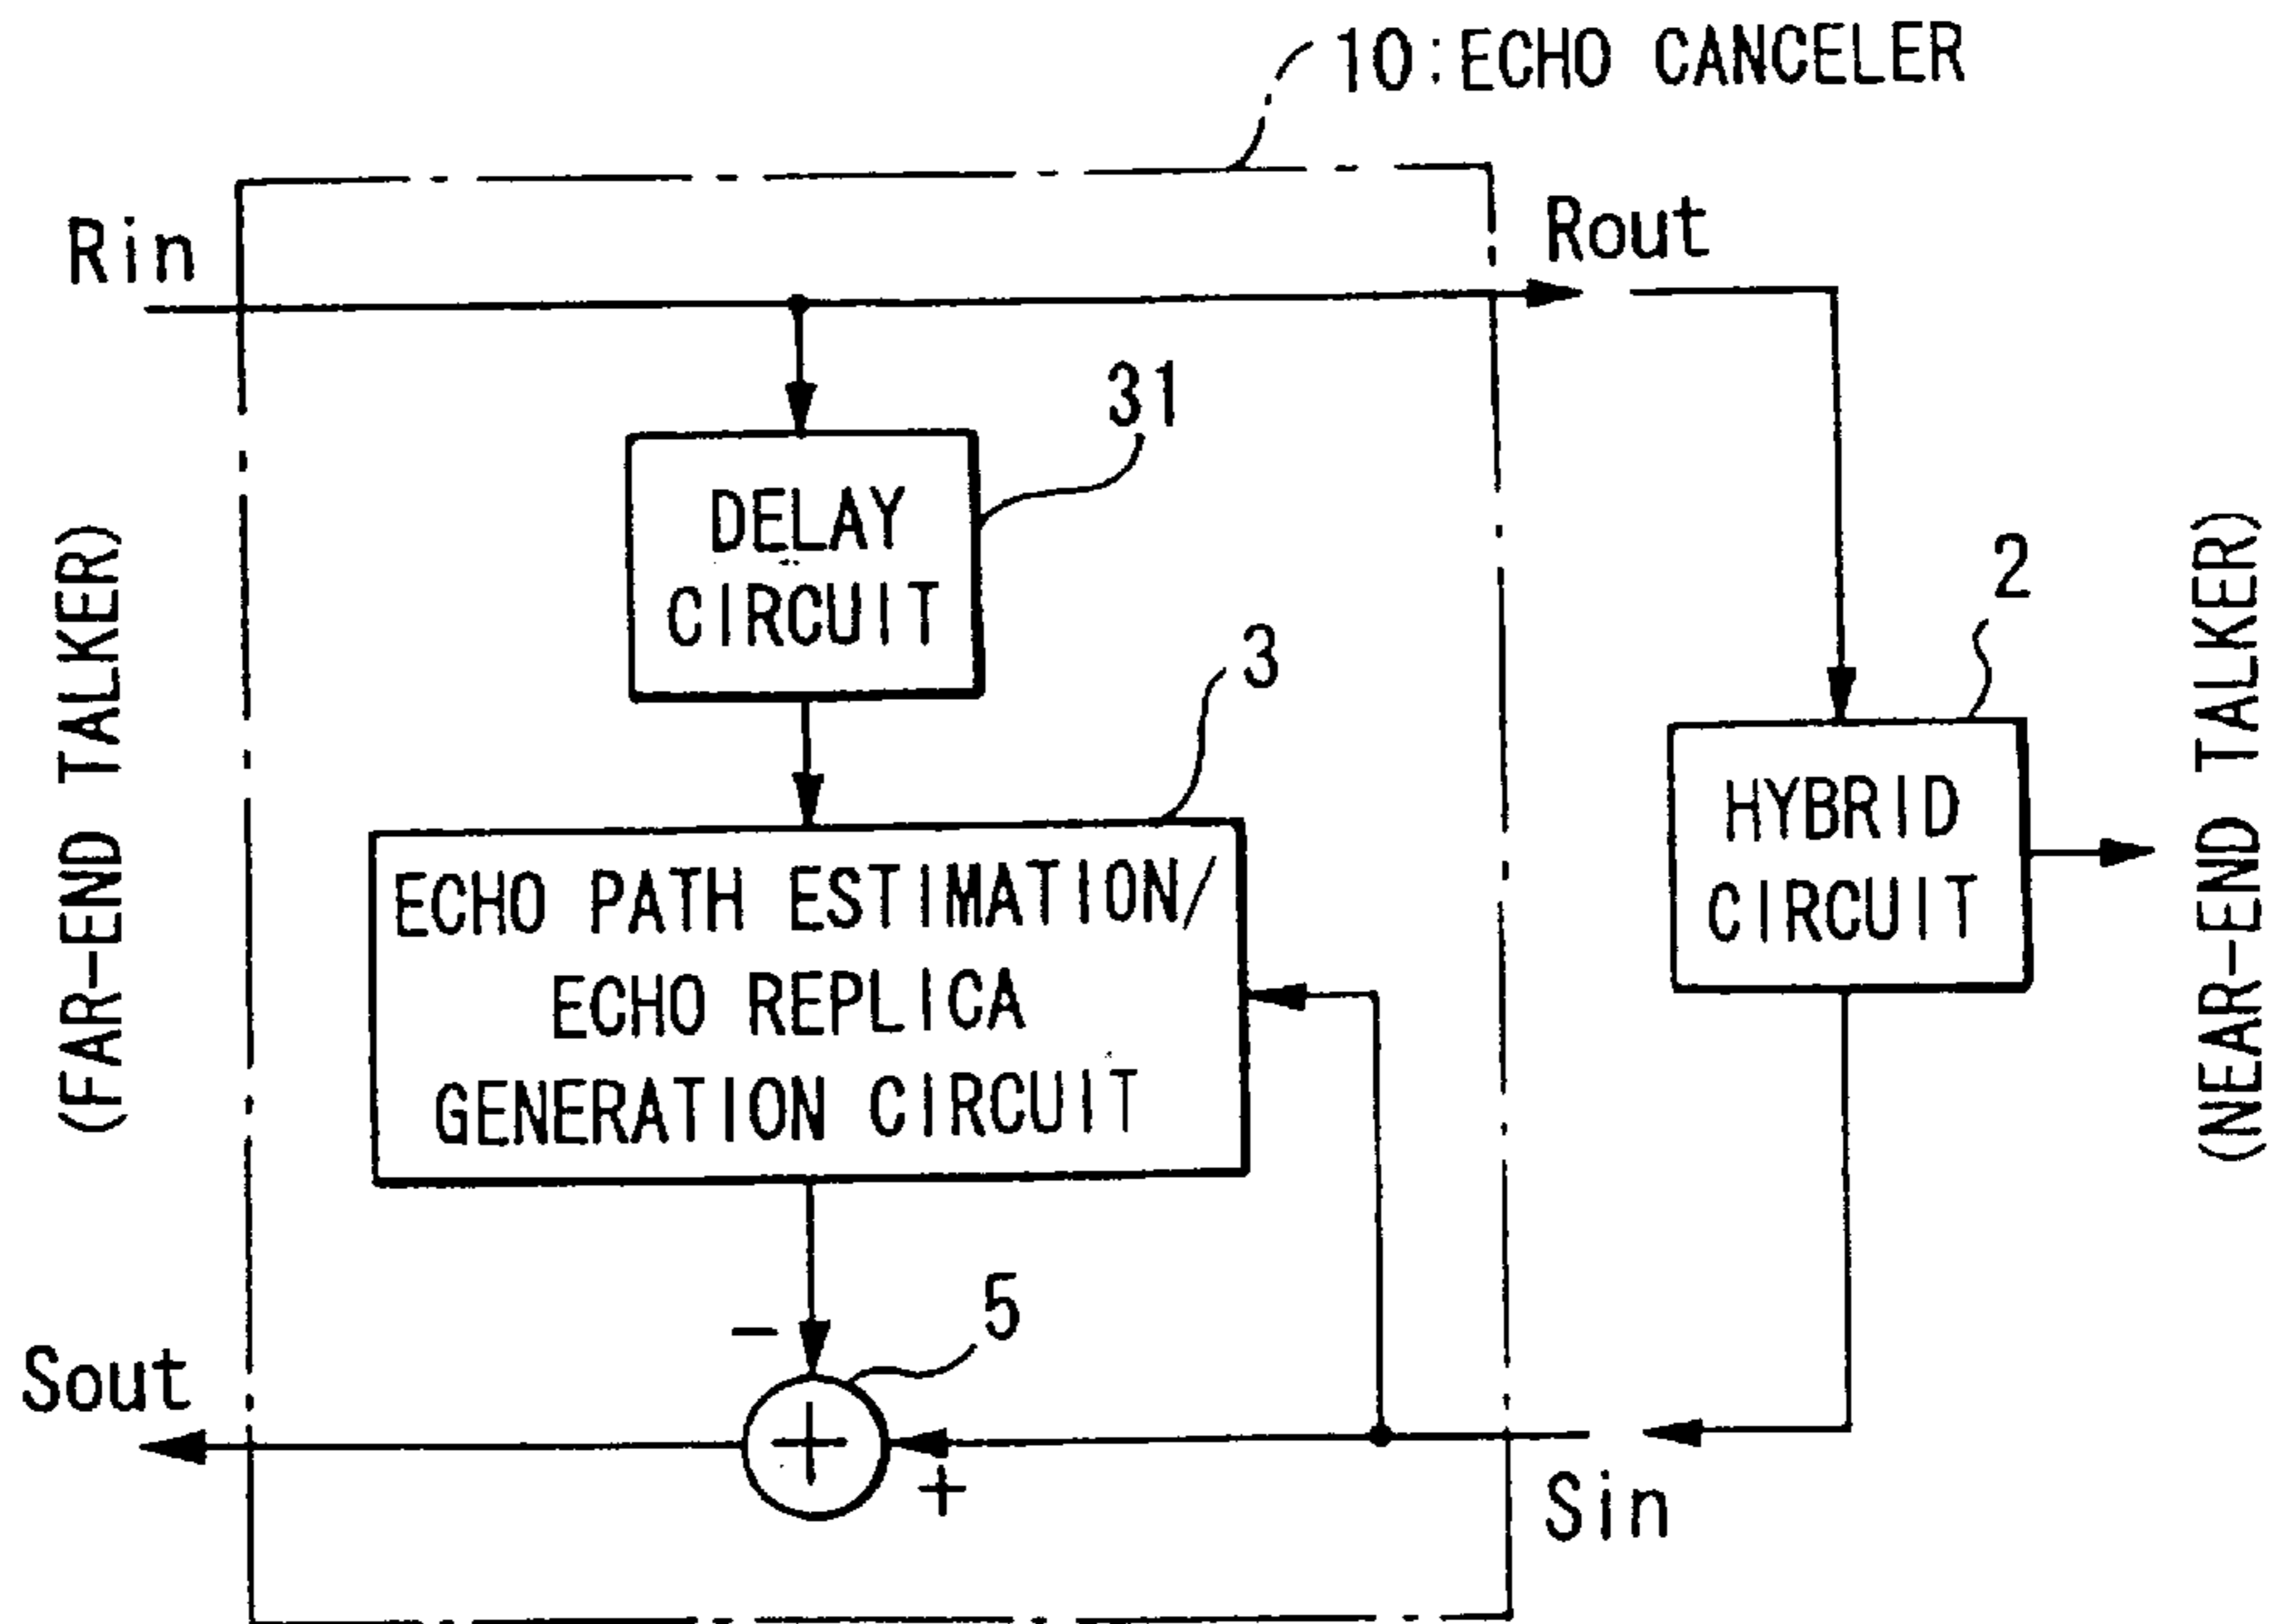 10:ECHO CANCELER
Rin
Rout
31
DELAY
CIRCUIT
(FAR-END TALKER)
3
2
(NEAR-END TALKER)
HYBRID
CIRCUIT
ECHO PATH ESTIMATION/
ECHO REPLICA
GENERATION CIRCUIT
-
5
Sout
+
+
Sin